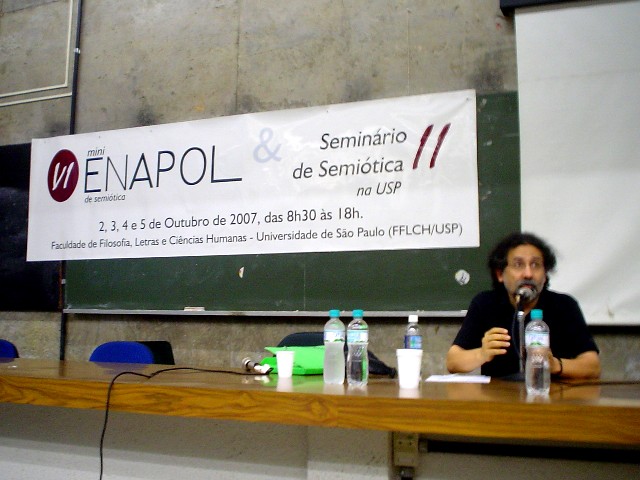 VI
mini
ENAPOL
de semiótica
&
Seminário
de Semiótica
na USP
II
2, 3, 4 e 5 de Outubro de 2007, das 8h30 às 18h.
Faculdade de Filosofia, Letras e Ciências Humanas - Universidade de São Paulo (FFLCH/USP)